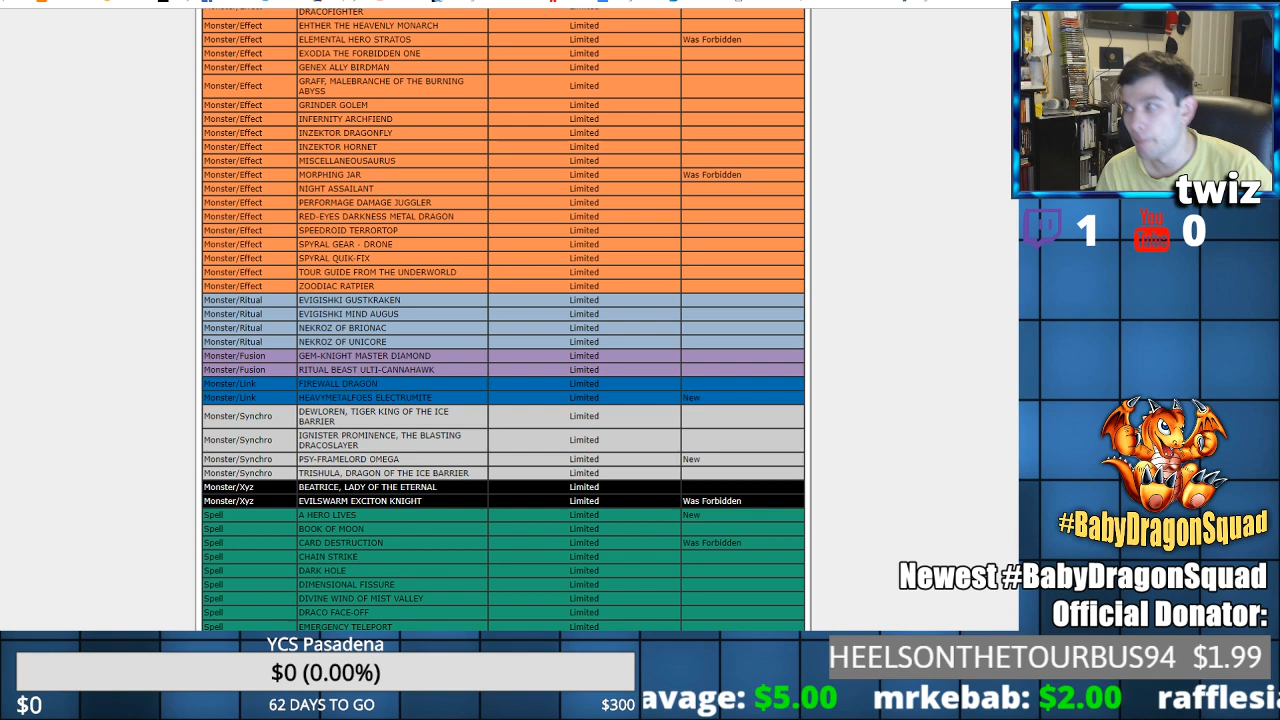 DRACOFIGHTER
Monster/Effect EHTHER THE HEAVENLY MONARCH Limited
Monster/Effect ELEMENTAL HERO STRATOS Limited Was Forbidden
Monster/Effect EXODIA THE FORBIDDEN ONE Limited
Monster/Effect GENEX ALLY BIRDMAN Limited
Monster/Effect GRAFF, MALEBRANCHE OF THE BURNING ABYSS Limited
Monster/Effect GRINDER GOLEM Limited
Monster/Effect INFERNITY ARCHFIEND Limited
Monster/Effect INZEKTOR DRAGONFLY Limited
Monster/Effect INZEKTOR HORNET Limited
Monster/Effect MISCELLANEOUSAURUS Limited
Monster/Effect MORPHING JAR Limited Was Forbidden
Monster/Effect NIGHT ASSAILANT Limited
Monster/Effect PERFORMAGE DAMAGE JUGGLER Limited
Monster/Effect RED-EYES DARKNESS METAL DRAGON Limited
Monster/Effect SPEEDROID TERRORTOP Limited
Monster/Effect SPYRAL GEAR - DRONE Limited
Monster/Effect SPYRAL QUIK-FIX Limited
Monster/Effect TOUR GUIDE FROM THE UNDERWORLD Limited
Monster/Effect ZOODIAC RATPIER Limited
Monster/Ritual EVIGISHKI GUSTKRAKEN Limited
Monster/Ritual EVIGISHKI MIND AUGUS Limited
Monster/Ritual NEKROZ OF BRIONAC Limited
Monster/Ritual NEKROZ OF UNICORE Limited
Monster/Fusion GEM-KNIGHT MASTER DIAMOND Limited
Monster/Fusion RITUAL BEAST ULTI-CANNAHAWK Limited
Monster/Link FIREWALL DRAGON Limited
Monster/Link HEAVYMETALFOES ELECTRUMITE Limited New
Monster/Synchro DEWLOREN, TIGER KING OF THE ICE BARRIER Limited
Monster/Synchro IGNISTER PROMINENCE, THE BLASTING DRACOSLAYER Limited
Monster/Synchro PSY-FRAMELORD OMEGA Limited New
Monster/Synchro TRISHULA, DRAGON OF THE ICE BARRIER Limited
Monster/Xyz BEATRICE, LADY OF THE ETERNAL Limited
Monster/Xyz EVILSWARM EXCITON KNIGHT Limited Was Forbidden
Spell A HERO LIVES Limited New
Spell BOOK OF MOON Limited
Spell CARD DESTRUCTION Limited Was Forbidden
Spell CHAIN STRIKE Limited
Spell DARK HOLE Limited
Spell DIMENSIONAL FISSURE Limited
Spell DIVINE WIND OF MIST VALLEY Limited
Spell DRACO FACE-OFF Limited
Spell EMERGENCY TELEPORT Limited
twiz
1 You Tube 0
#BabyDragonSquad
Newest #BabyDragonSquad
Official Donator:
HEELSONTHETOURBUS94 $1.99
avage: $5.00 mrkebab: $2.00 rafflesi
YCS Pasadena
$0 (0.00%)
$0 62 DAYS TO GO $300